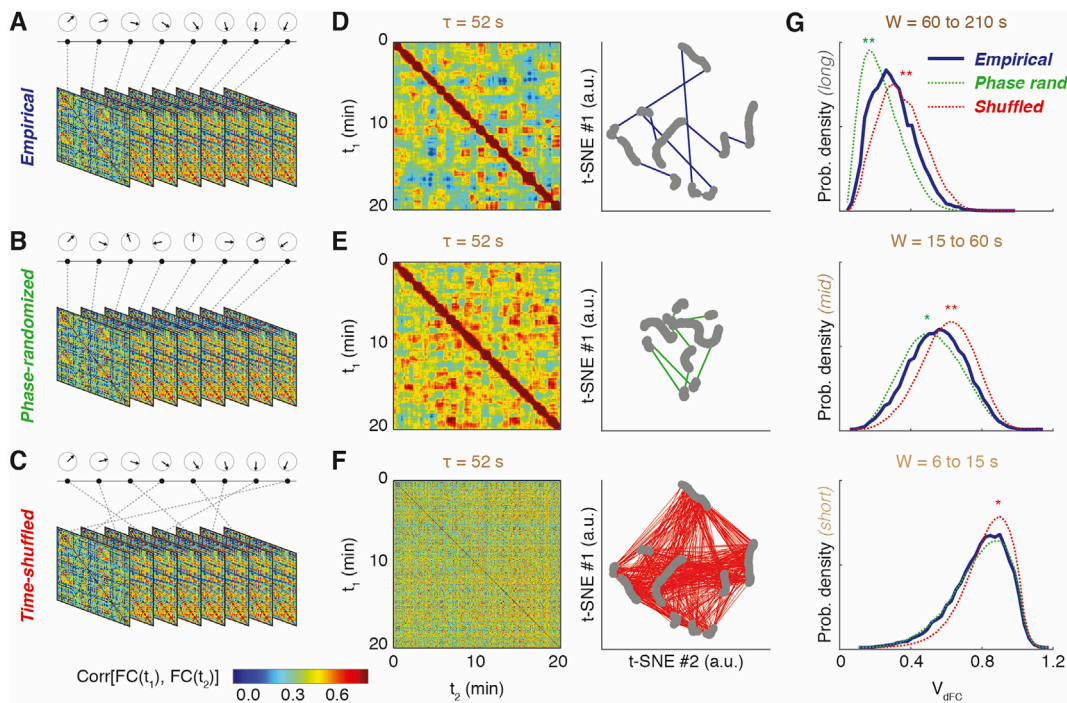 A
Empirical
B
Phase-randomized
C
Time-shuffled
Corr[FC(t1), FC(t2)]
0.0 0.3 0.6
D
τ = 52 s
0
10
20
t1 (min)
t-SNE #1 (a.u.)
E
τ = 52 s
0
10
20
t1 (min)
t-SNE #1 (a.u.)
F
τ = 52 s
0
10
20
t1 (min)
0 10 20
t2 (min)
t-SNE #1 (a.u.)
t-SNE #2 (a.u.)
G
W = 60 to 210 s
Prob. density (long)
**
**
Empirical
Phase rand
Shuffled
W = 15 to 60 s
Prob. density (mid)
*
**
W = 6 to 15 s
Prob. density (short)
*
0 0.4 0.8 1.2
VdFC